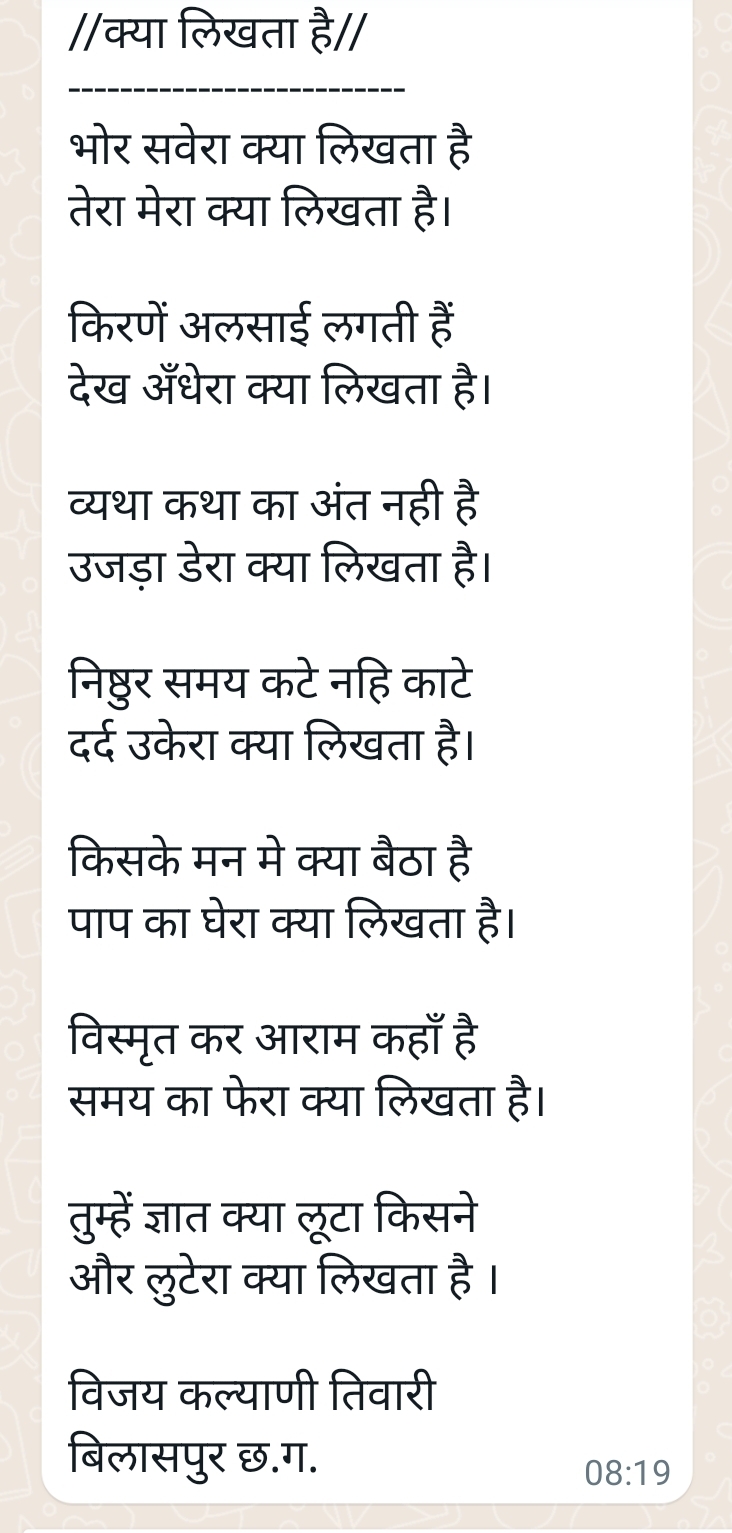 //क्या लिखता है//
--------------------------
भोर सवेरा क्या लिखता है
तेरा मेरा क्या लिखता है।
किरणें अलसाई लगती हैं
देख अँधेरा क्या लिखता है।
व्यथा कथा का अंत नही है
उजड़ा डेरा क्या लिखता है।
निष्ठुर समय कटे नहि काटे
दर्द उकेरा क्या लिखता है।
किसके मन मे क्या बैठा है
पाप का घेरा क्या लिखता है।
विस्मृत कर आराम कहाँ है
समय का फेरा क्या लिखता है।
तुम्हें ज्ञात क्या लूटा किसने
और लुटेरा क्या लिखता है ।
विजय कल्याणी तिवारी
बिलासपुर छ.ग.
08:19